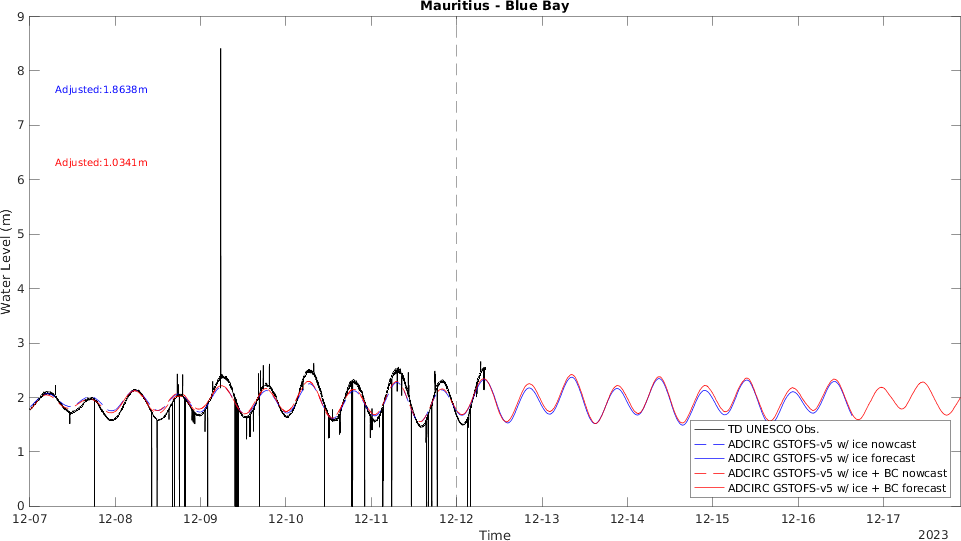 Mauritius - Blue Bay
Water Level (m)
9
8
7
6
5
4
3
2
1
0
Adjusted:1.8638m
Adjusted:1.0341m
TD UNESCO Obs.
ADCIRC GSTOFS-v5 w/ ice nowcast
ADCIRC GSTOFS-v5 w/ ice forecast
ADCIRC GSTOFS-v5 w/ ice + BC nowcast
ADCIRC GSTOFS-v5 w/ ice + BC forecast
12-07 12-08 12-09 12-10 12-11 12-12 12-13 12-14 12-15 12-16 12-17
Time
2023